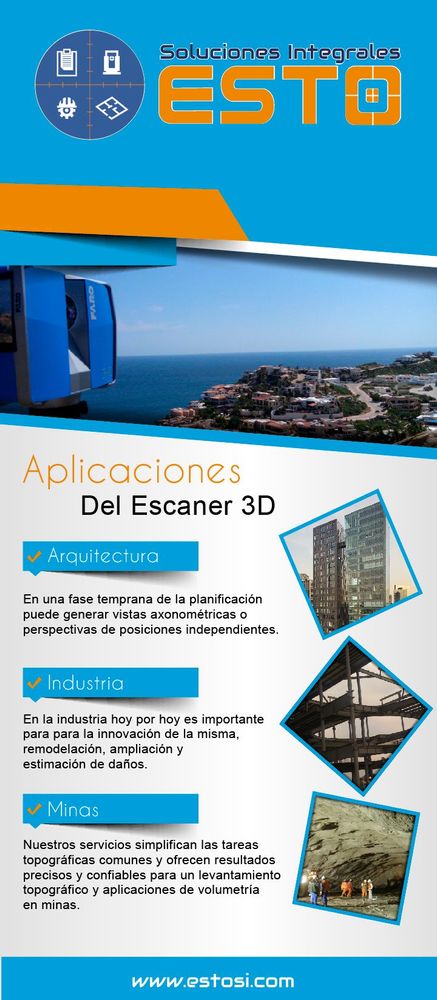 Soluciones Integrales
ESTO
FARO
Aplicaciones
Del Escaner 3D
Arquitectura
En una fase temprana de la planificación
puede generar vistas axonométricas o
perspectivas de posiciones independientes.
Industria
En la industria hoy por hoy es importante
para para la innovación de la misma,
remodelación, ampliación y
estimación de daños.
Minas
Nuestros servicios simplifican las tareas
topográficas comunes y ofrecen resultados
precisos y confiables para un levantamiento
topográfico y aplicaciones de volumetría
en minas.
www.estosi.com